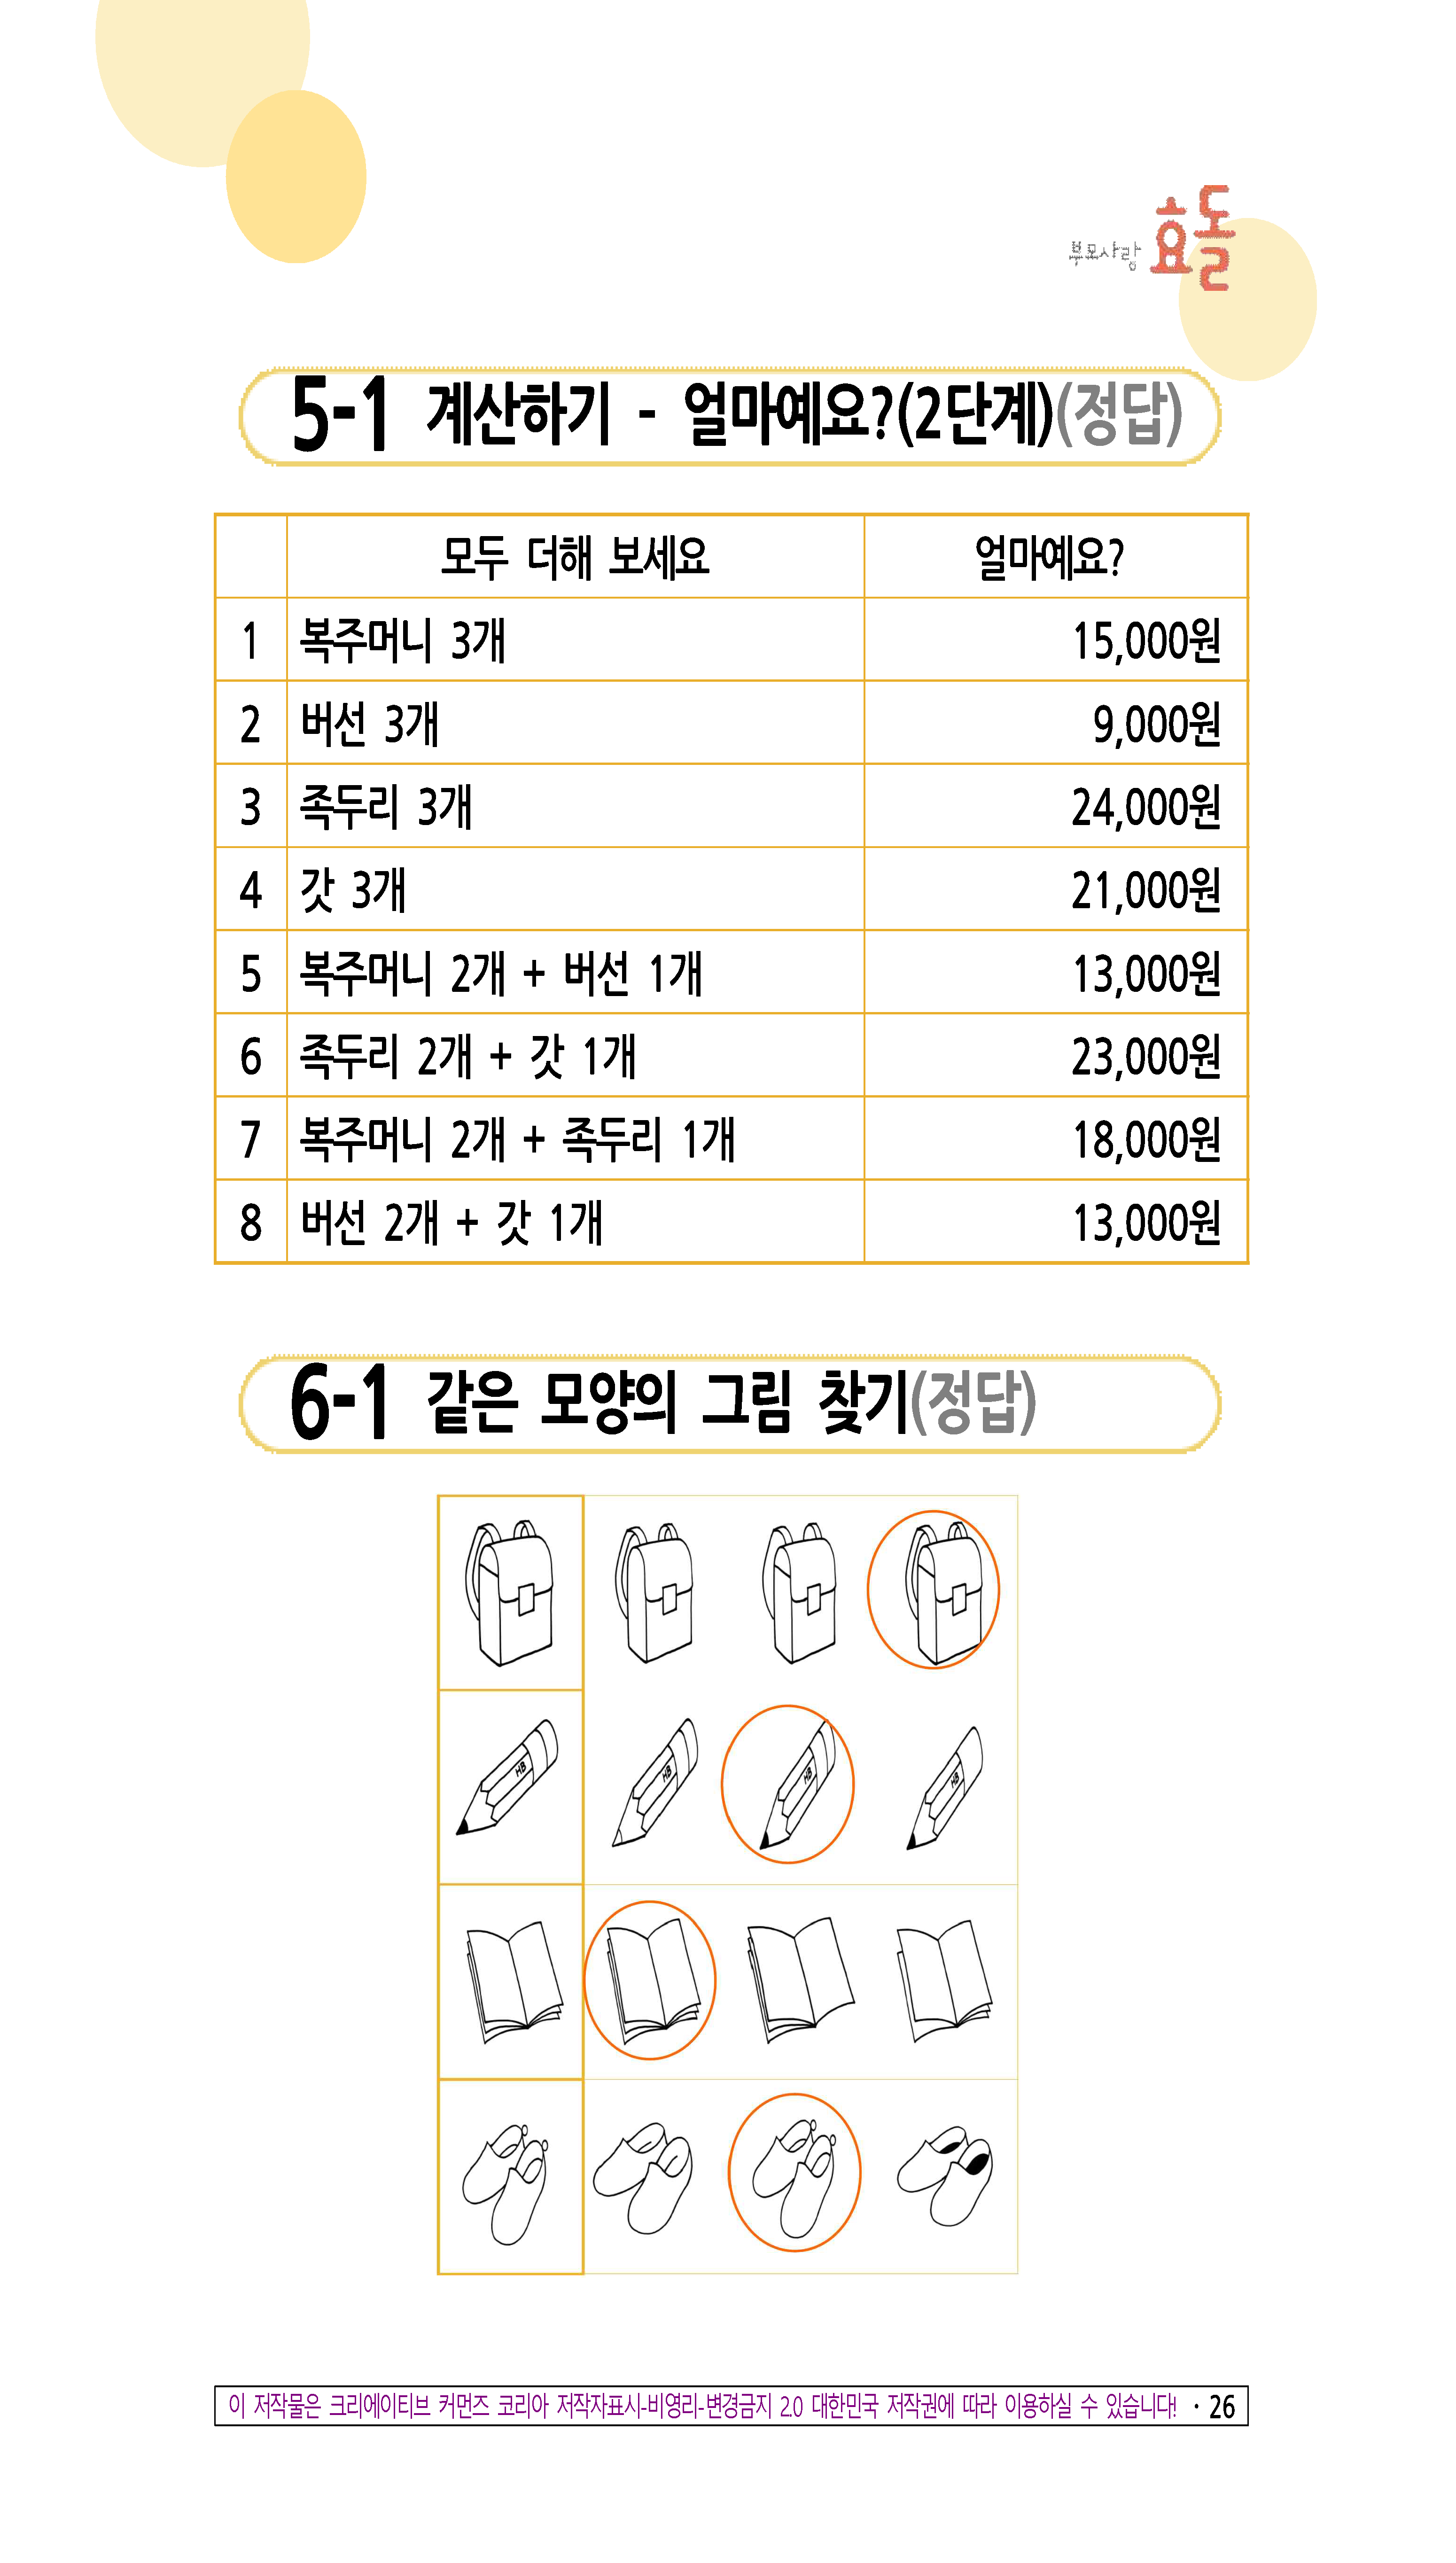 부모사랑 효돌
5-1 계산하기 - 얼마예요?(2단계)(정답)
모두 더해 보세요 얼마예요?
1 복주머니 3개 15,000원
2 버선 3개 9,000원
3 족두리 3개 24,000원
4 갓 3개 21,000원
5 복주머니 2개 + 버선 1개 13,000원
6 족두리 2개 + 갓 1개 23,000원
7 복주머니 2개 + 족두리 1개 18,000원
8 버선 2개 + 갓 1개 13,000원
6-1 같은 모양의 그림 찾기(정답)
HB HB HB HB
이 저작물은 크리에이티브 커먼즈 코리아 저작자표시-비영리-변경금지 2.0 대한민국 저작권에 따라 이용하실 수 있습니다! · 26